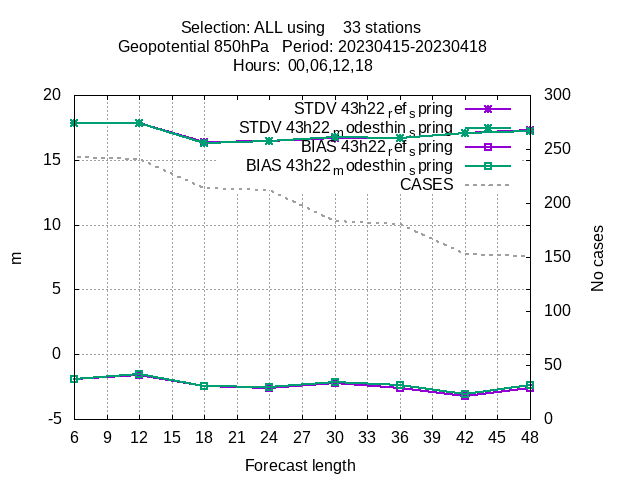 Selection: ALL using    33 stations
Geopotential 850hPa   Period: 20230415-20230418
Hours:  00,06,12,18
STDV 43h22_ref_spring
STDV 43h22_modesthin_spring
BIAS 43h22_ref_spring
BIAS 43h22_modesthin_spring
CASES
20
15
10
5
0
-5
m
300
250
200
150
100
50
0
No cases
6 9 12 15 18 21 24 27 30 33 36 39 42 45 48
Forecast length